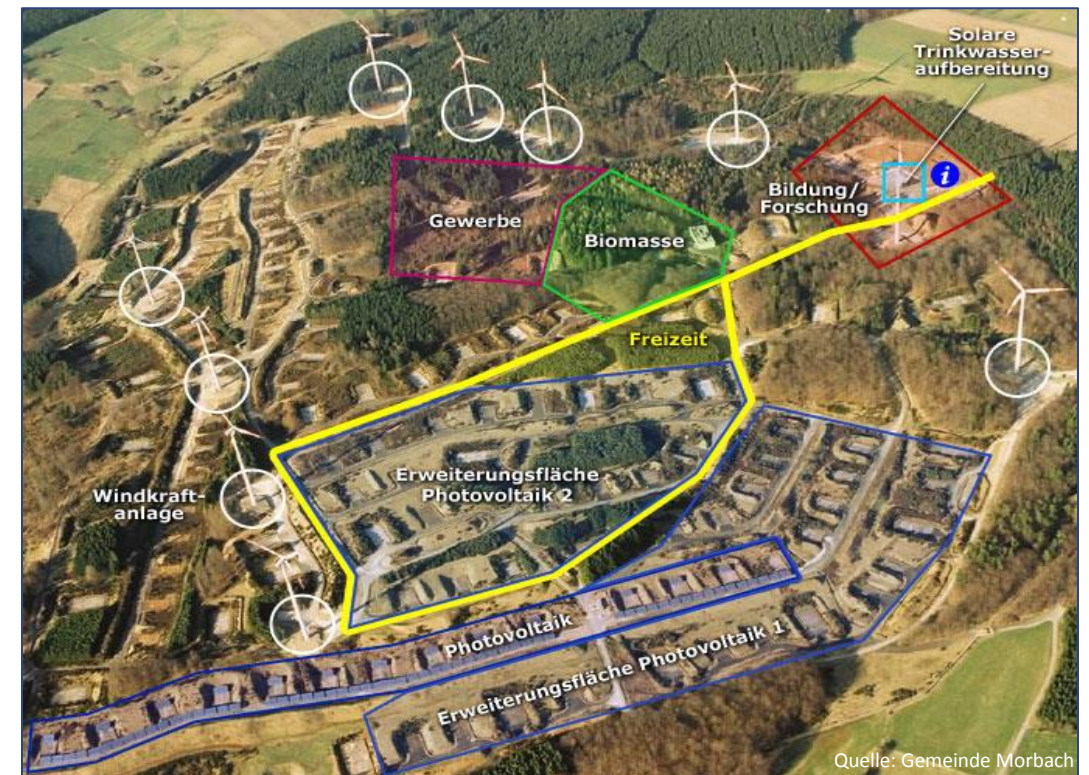 Solare
Trinkwasser-
aufbereitung
i
Bildung/
Forschung
Gewerbe
Biomasse
Freizeit
Erweiterungsfläche
Photovoltaik 2
Windkraft-
anlage
Photovoltaik
Erweiterungsfläche Photovoltaik 1
Quelle: Gemeinde Morbach